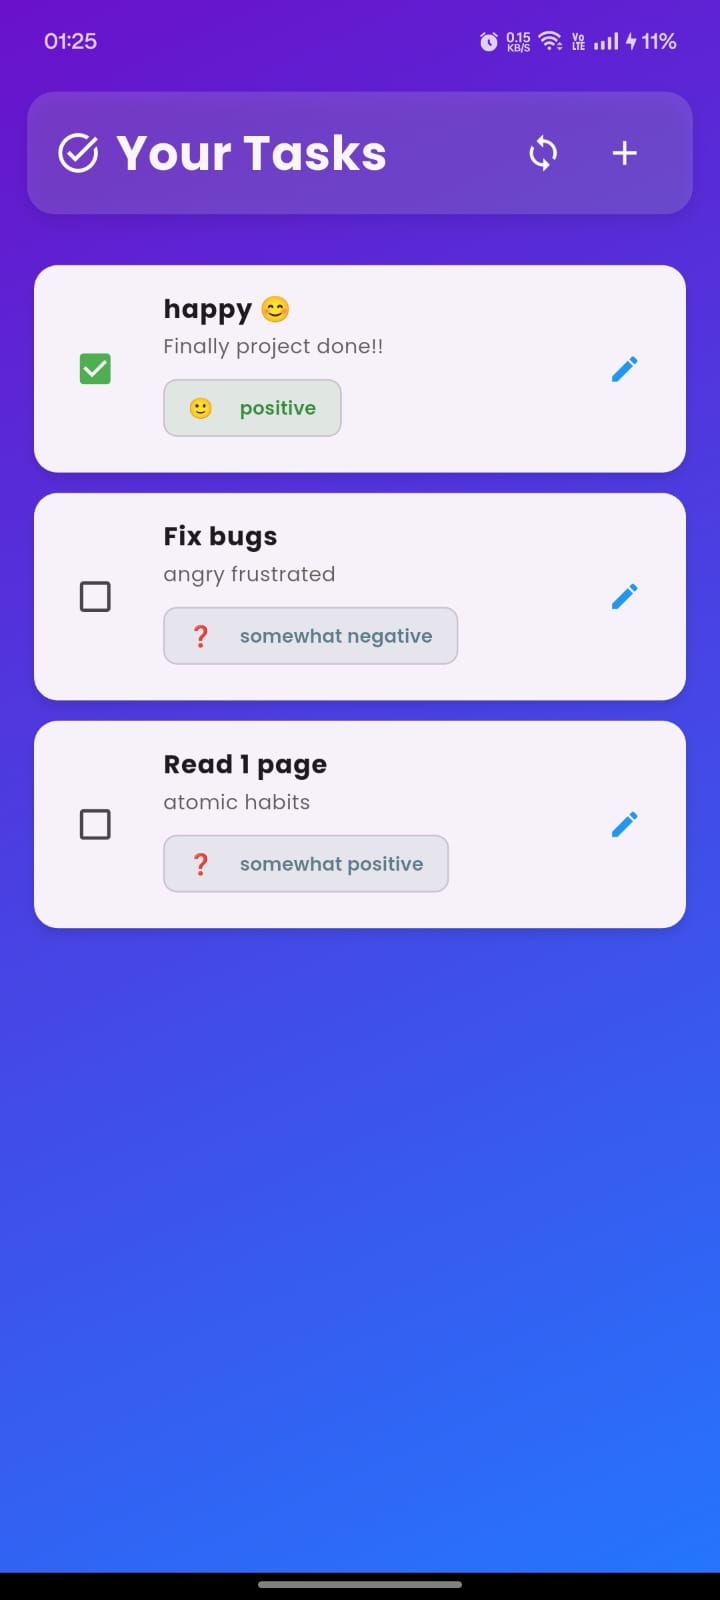 01:25 0.15 KB/S Vo LTE 11%
Your Tasks
happy 😊
Finally project done!!
🙂 positive
Fix bugs
angry frustrated
❓ somewhat negative
Read 1 page
atomic habits
❓ somewhat positive